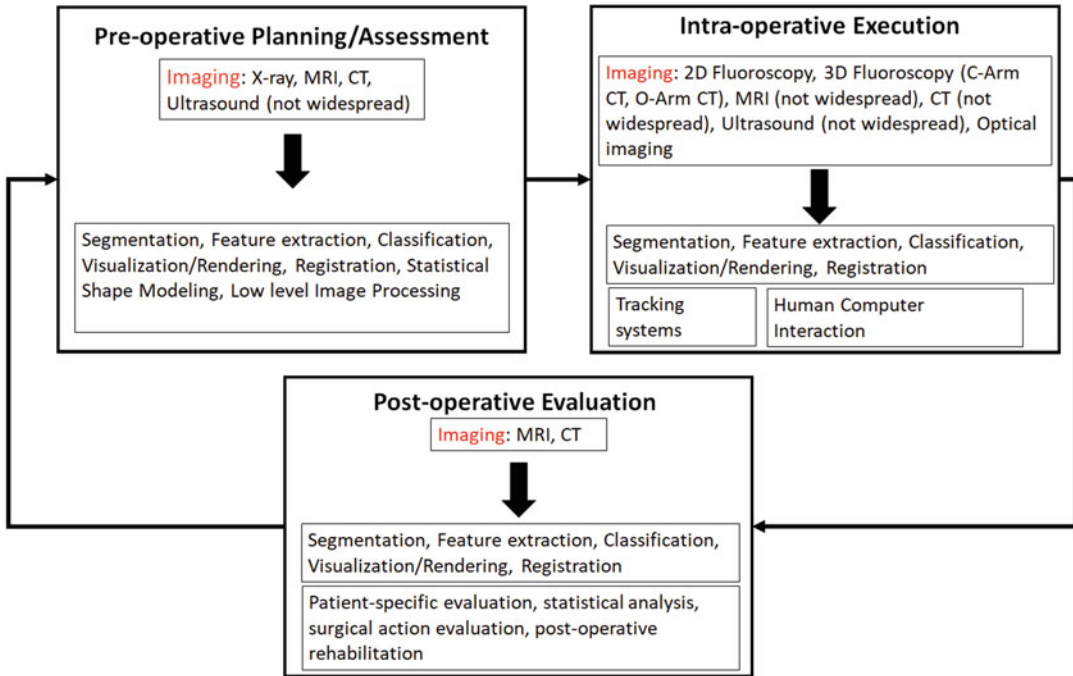 Pre-operative Planning/Assessment
Imaging: X-ray, MRI, CT,
Ultrasound (not widespread)
Segmentation, Feature extraction, Classification,
Visualization/Rendering, Registration, Statistical
Shape Modeling, Low level Image Processing
Intra-operative Execution
Imaging: 2D Fluoroscopy, 3D Fluoroscopy (C-Arm
CT, O-Arm CT), MRI (not widespread), CT (not
widespread), Ultrasound (not widespread), Optical
imaging
Segmentation, Feature extraction, Classification,
Visualization/Rendering, Registration
Tracking
systems
Human Computer
Interaction
Post-operative Evaluation
Imaging: MRI, CT
Segmentation, Feature extraction, Classification,
Visualization/Rendering, Registration
Patient-specific evaluation, statistical analysis,
surgical action evaluation, post-operative
rehabilitation